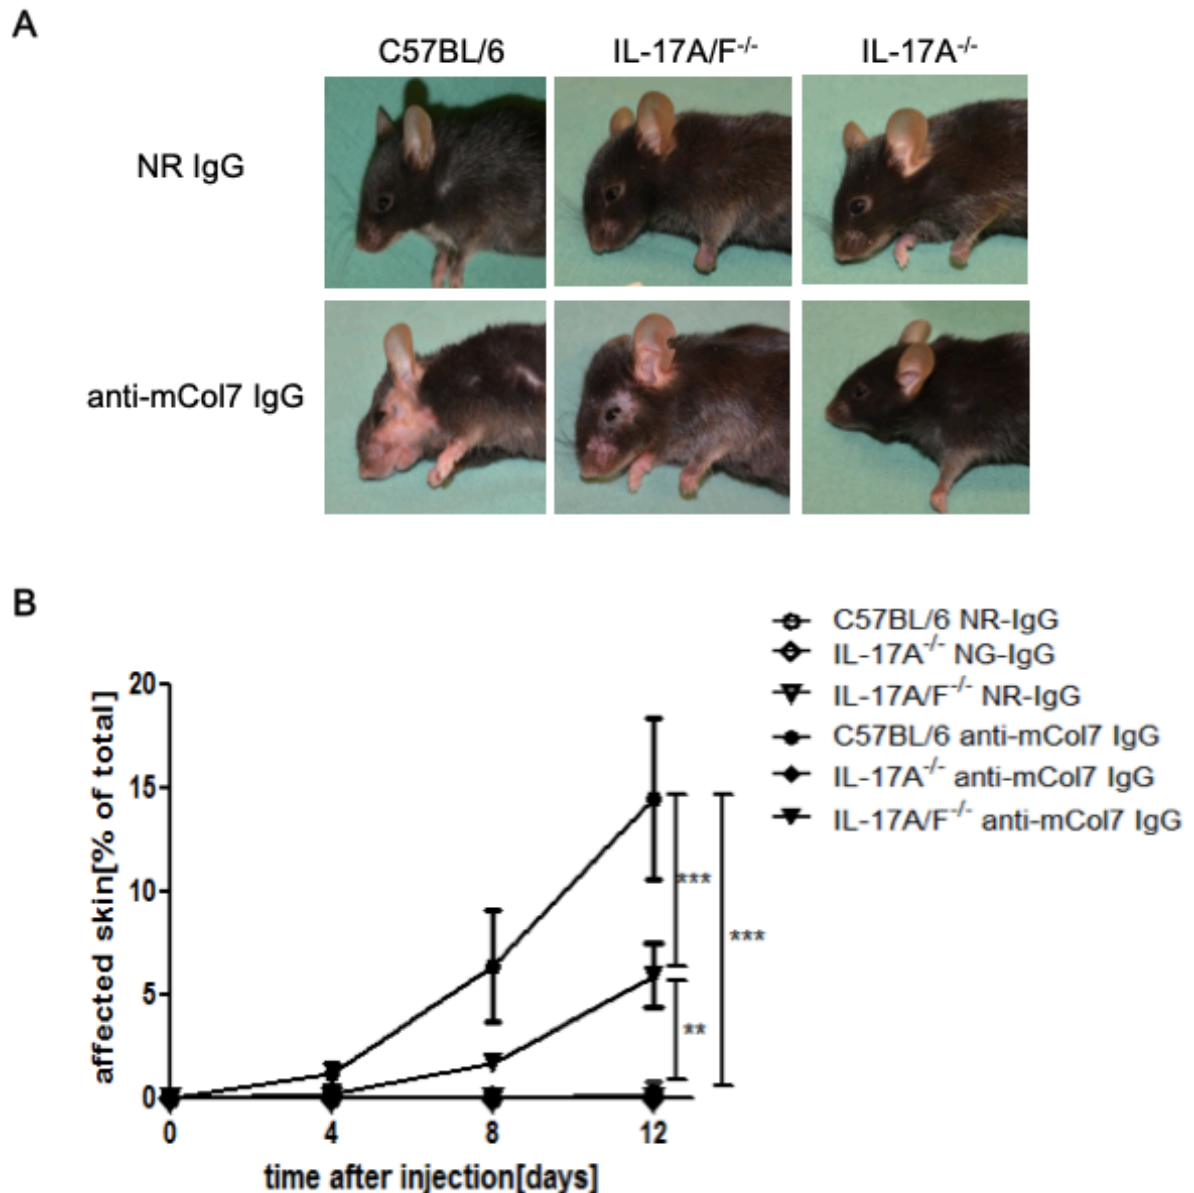 A
C57BL/6 IL-17A/F-/- IL-17A-/-
NR IgG
anti-mCol7 IgG
B
C57BL/6 NR-IgG
IL-17A-/- NG-IgG
IL-17A/F-/- NR-IgG
C57BL/6 anti-mCol7 IgG
IL-17A-/- anti-mCol7 IgG
IL-17A/F-/- anti-mCol7 IgG
affected skin[% of total]
20
15
10
5
0
***
***
**
0 4 8 12
time after injection[days]